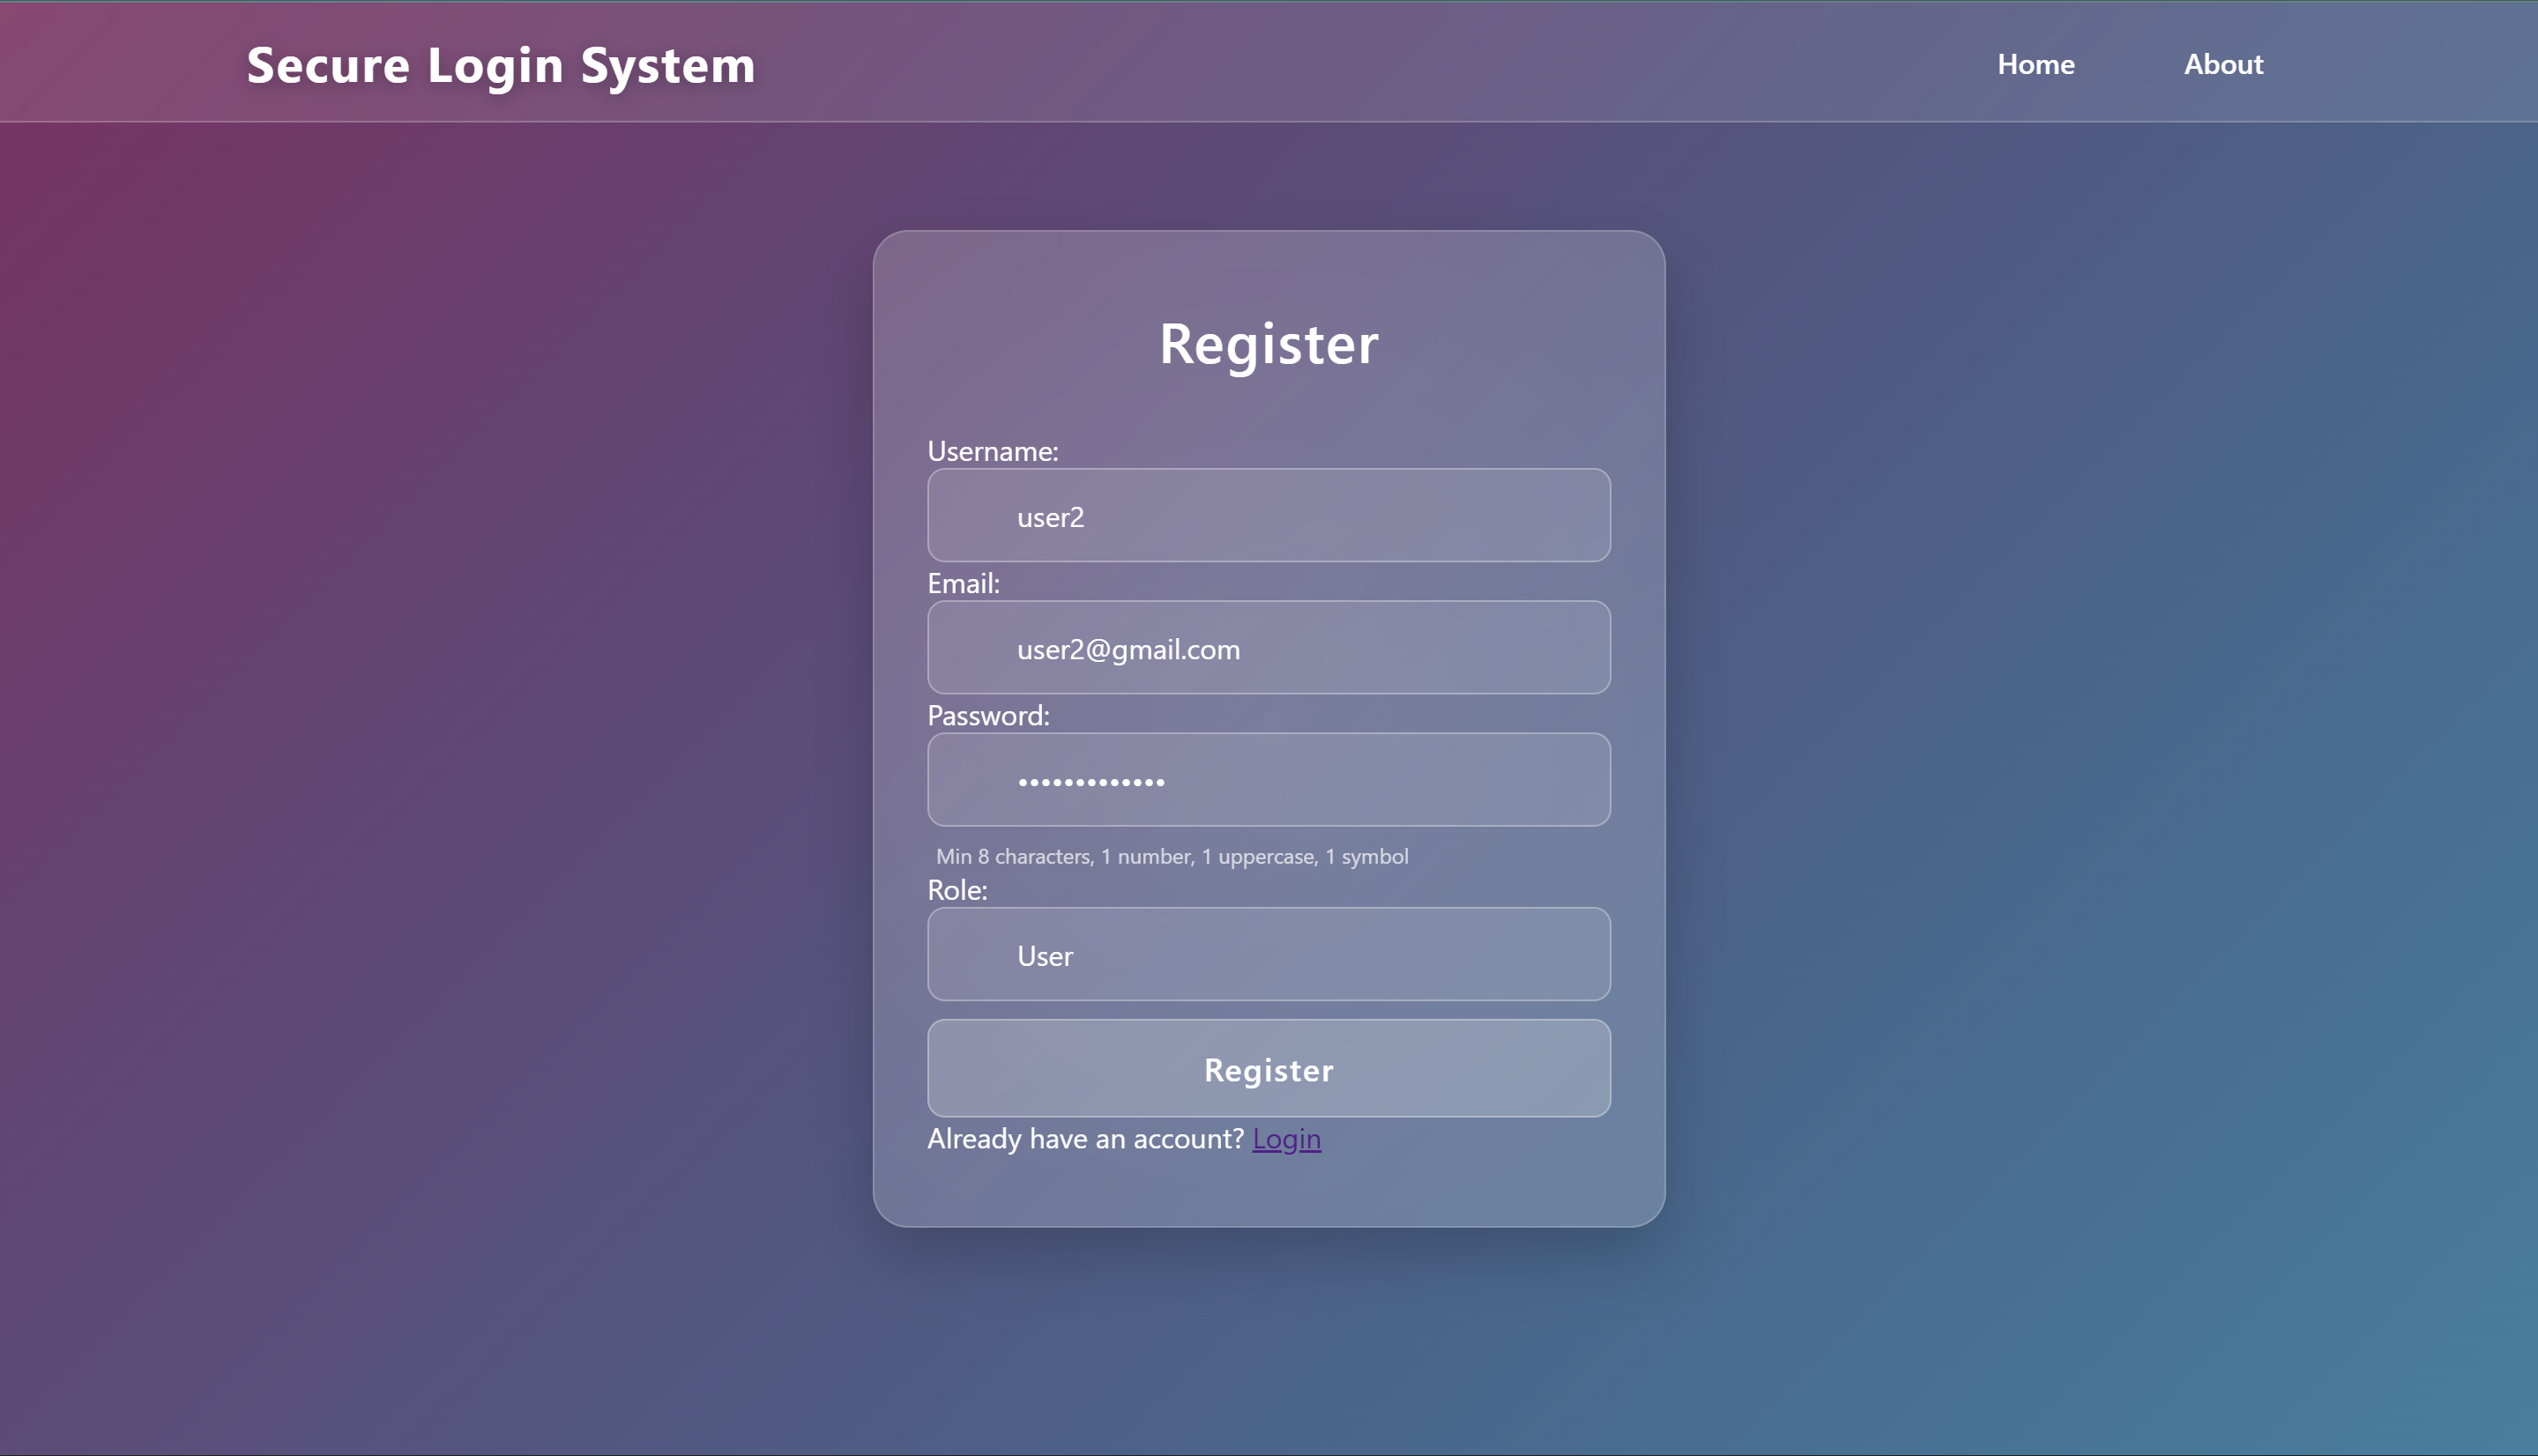 Secure Login System
Home
About
Register
Username:
user2
Email:
user2@gmail.com
Password:
•••••••••••••
Min 8 characters, 1 number, 1 uppercase, 1 symbol
Role:
User
Register
Already have an account? Login